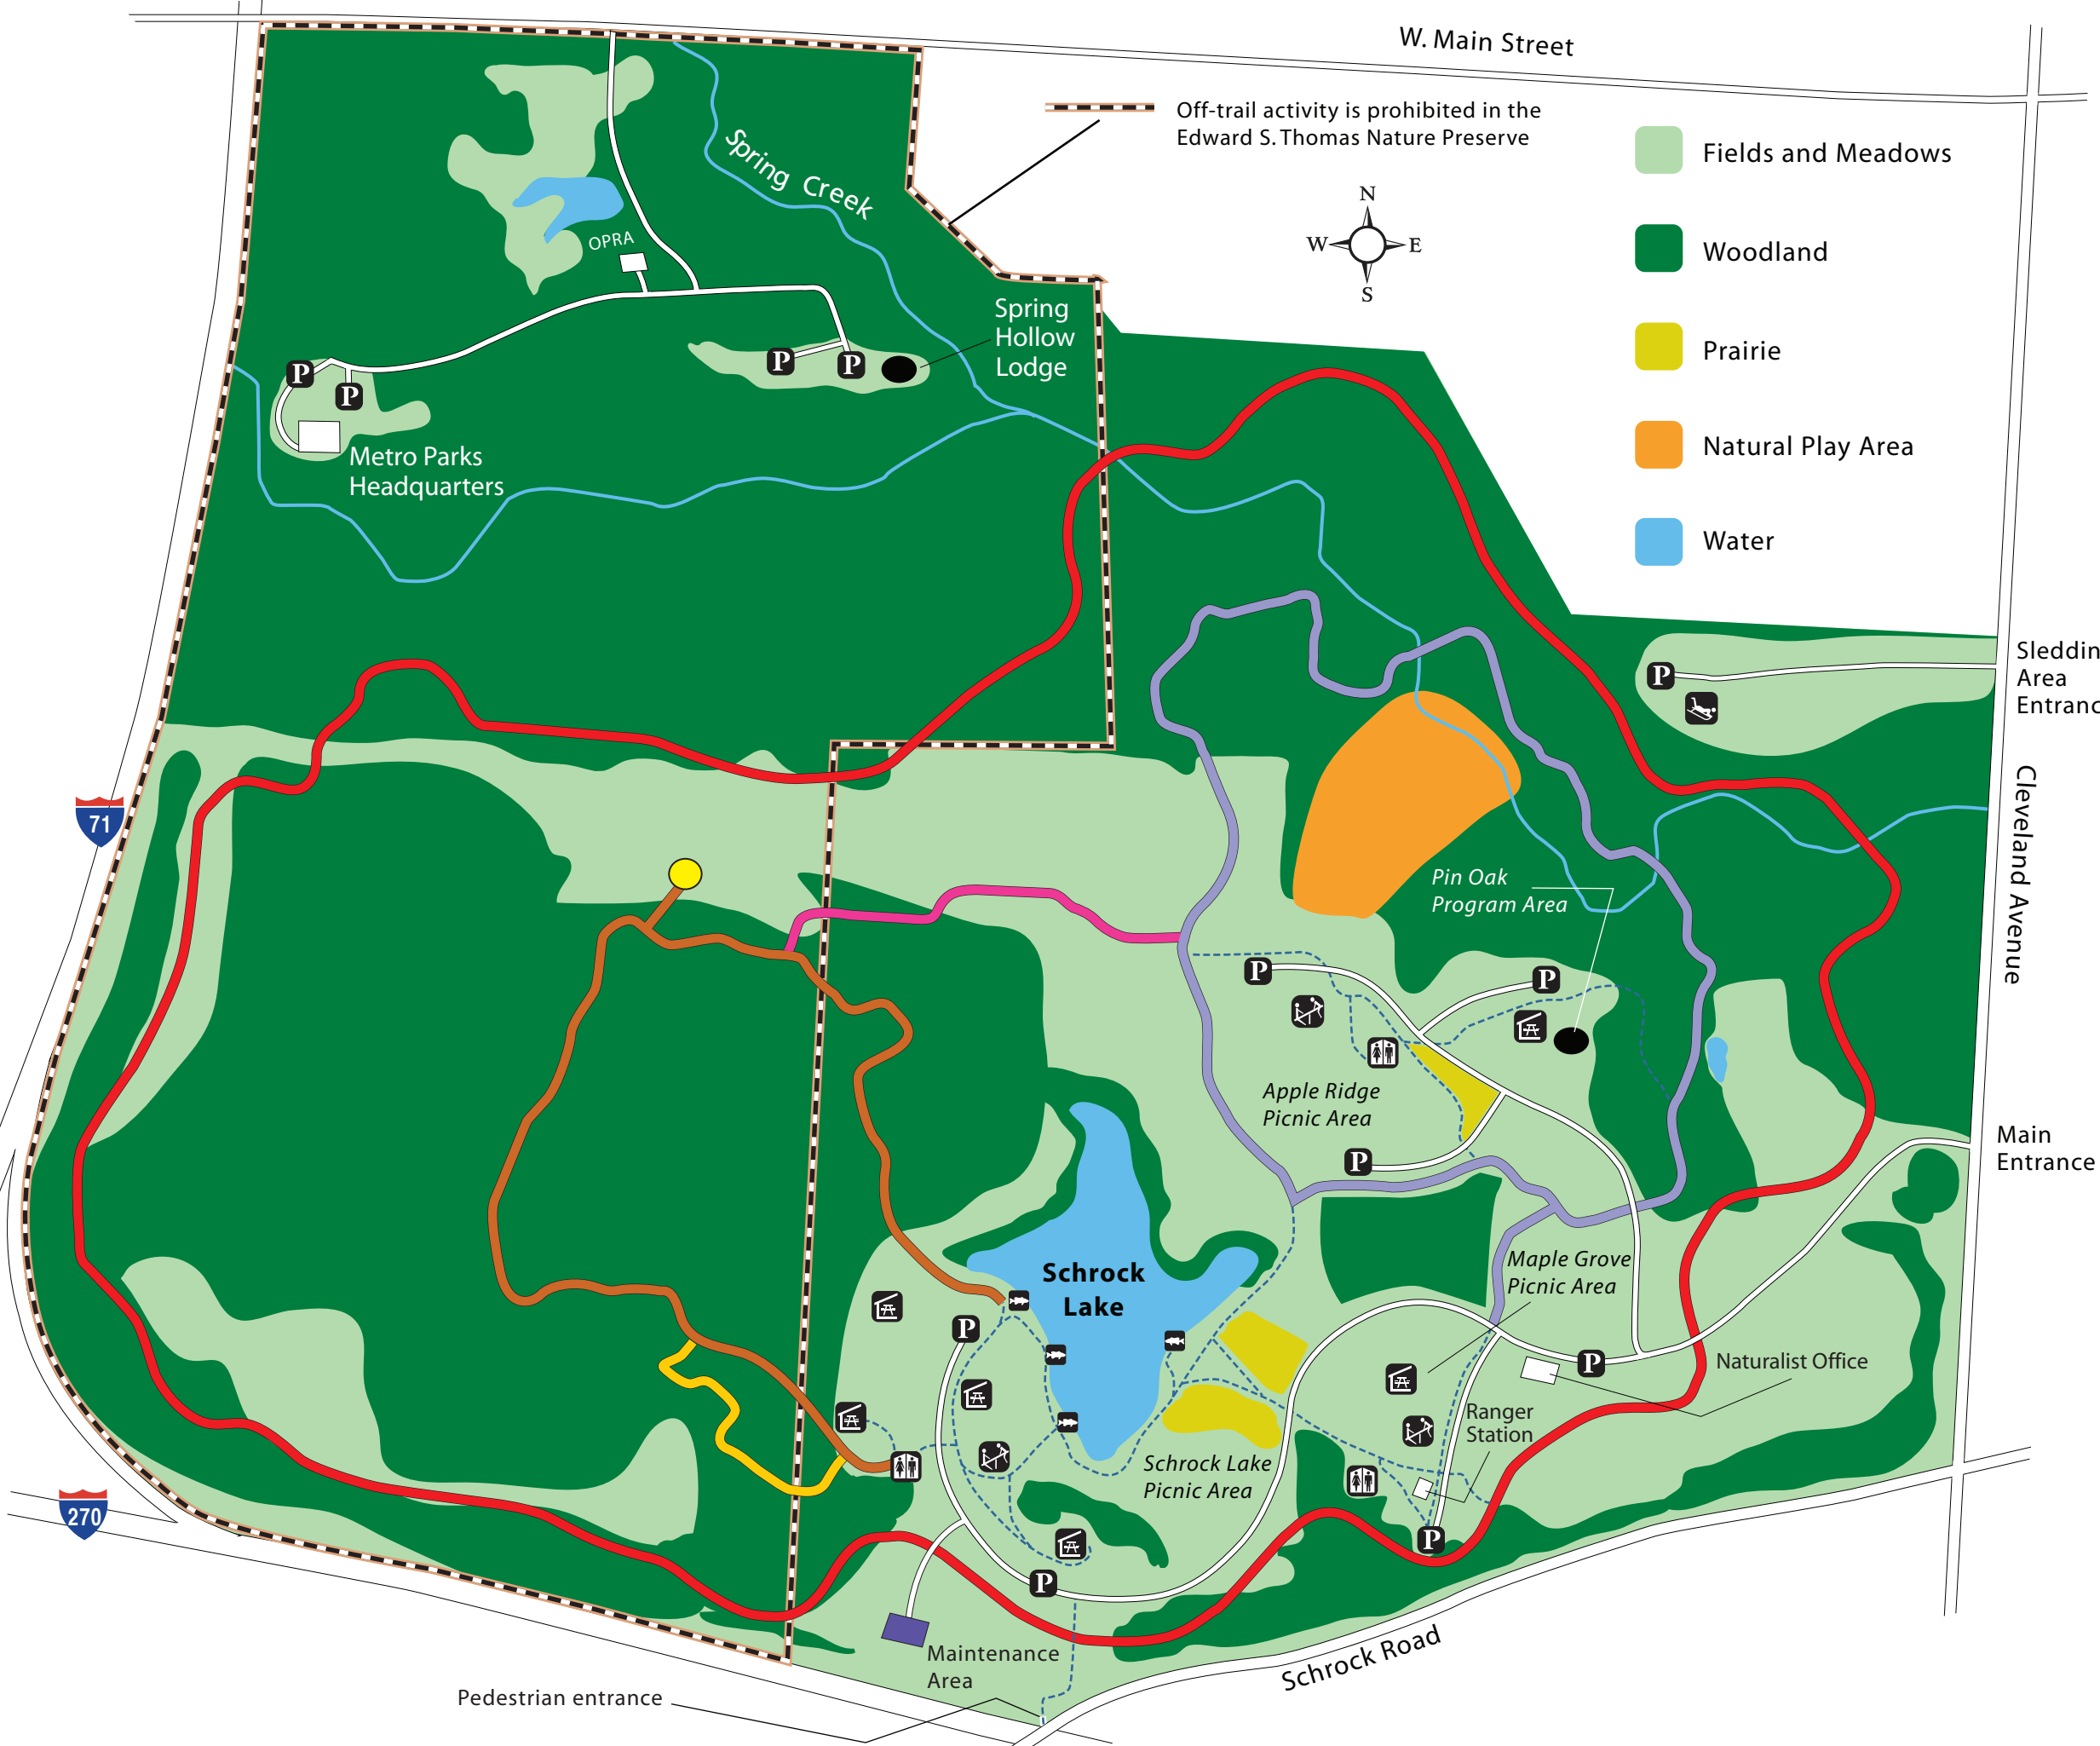 W. Main Street
Off-trail activity is prohibited in the
Edward S. Thomas Nature Preserve
Fields and Meadows
Woodland
Prairie
Natural Play Area
Water
N
W
E
S
Spring Creek
OPRA
Spring
Hollow
Lodge
P
P
P
P
Metro Parks
Headquarters
P
Sleddin
Area
Entranc
71
Cleveland Avenue
Pin Oak
Program Area
P
P
Apple Ridge
Picnic Area
P
Main
Entrance
Schrock
Lake
Maple Grove
Picnic Area
P
P
Naturalist Office
Ranger
Station
Schrock Lake
Picnic Area
270
P
P
Maintenance
Area
Schrock Road
Pedestrian entrance